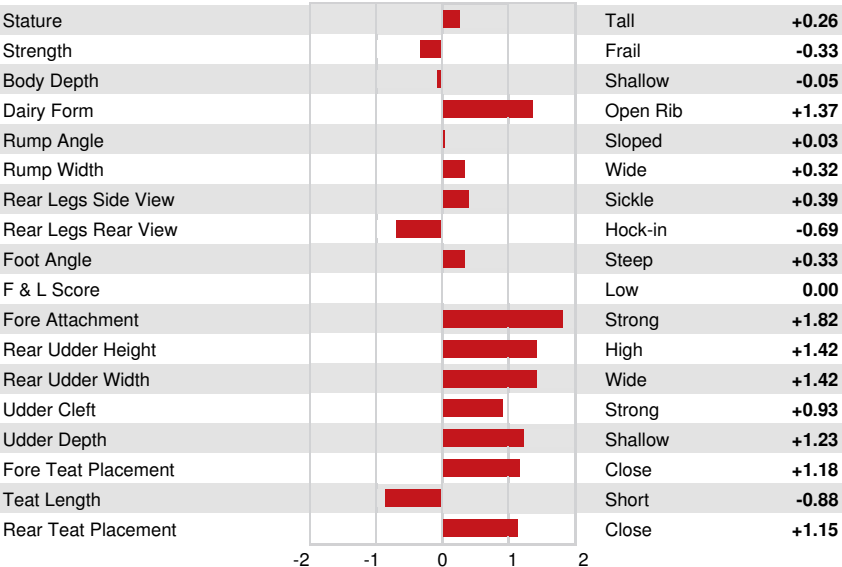 Stature Tall +0.26
Strength Frail -0.33
Body Depth Shallow -0.05
Dairy Form Open Rib +1.37
Rump Angle Sloped +0.03
Rump Width Wide +0.32
Rear Legs Side View Sickle +0.39
Rear Legs Rear View Hock-in -0.69
Foot Angle Steep +0.33
F & L Score Low 0.00
Fore Attachment Strong +1.82
Rear Udder Height High +1.42
Rear Udder Width Wide +1.42
Udder Cleft Strong +0.93
Udder Depth Shallow +1.23
Fore Teat Placement Close +1.18
Teat Length Short -0.88
Rear Teat Placement Close +1.15
-2 -1 0 1 2